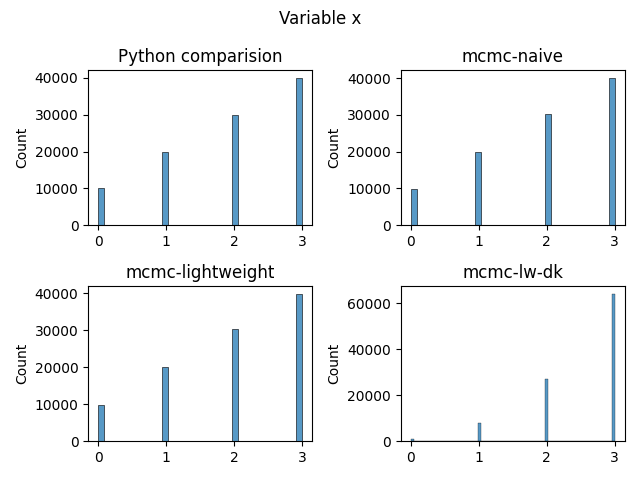 Variable x
Python comparision
mcmc-naive
40000
30000
20000
10000
0
Count
0 1 2 3
40000
30000
20000
10000
0
Count
0 1 2 3
mcmc-lightweight
mcmc-lw-dk
40000
30000
20000
10000
0
Count
0 1 2 3
60000
40000
20000
0
Count
0 1 2 3